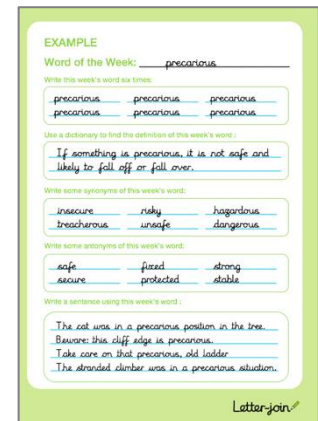 EXAMPLE
Word of the Week: precarious
Write this week's word six times:
precarious precarious precarious
precarious precarious precarious
Use a dictionary to find the definition of this week's word :
If something is precarious, it is not safe and
likely to fall off or fall over.
Write some synonyms of this week's word:
insecure risky hazardous
treacherous unsafe dangerous
Write some antonyms of this week's word:
safe fixed strong
secure protected stable
Write a sentence using this week's word :
The cat was in a precarious position in the tree.
Beware: this cliff edge is precarious.
Take care on that precarious, old ladder
The stranded climber was in a precarious situation.
Letter-join